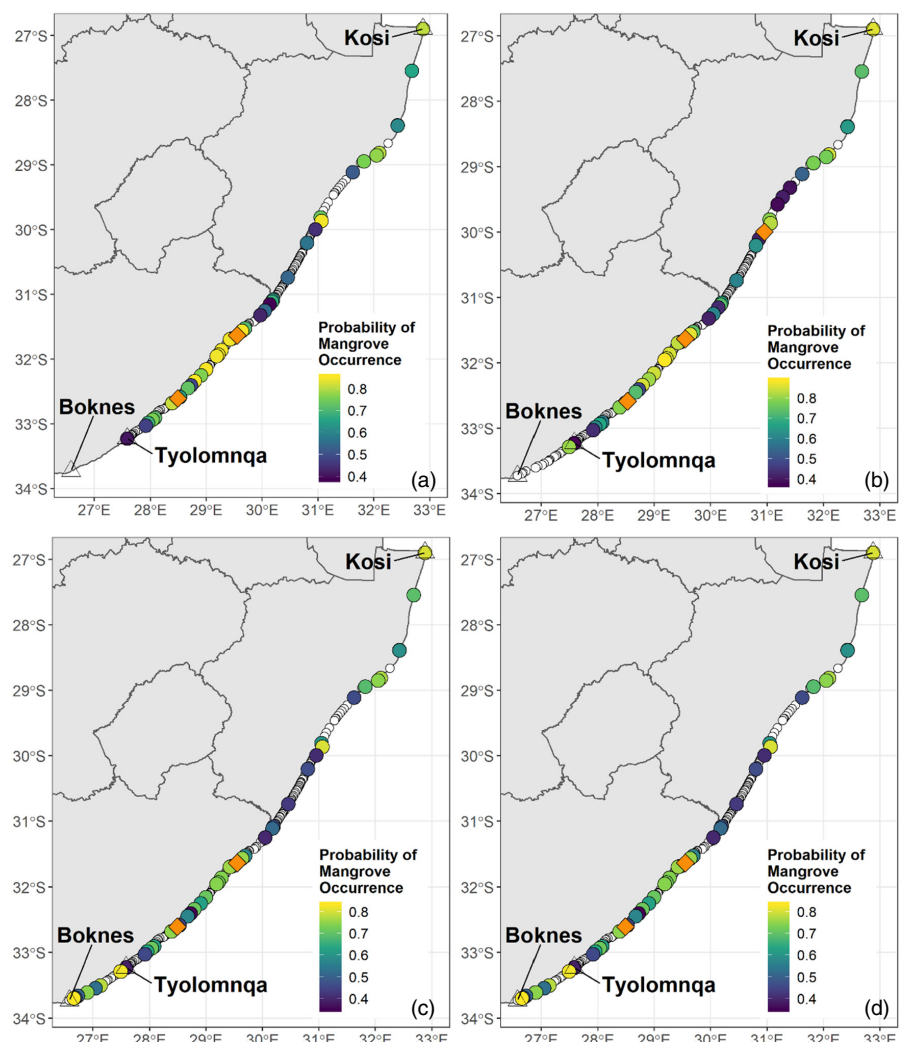 27°S
28°S
29°S
30°S
31°S
32°S
33°S
34°S
Kosi
Boknes
Tyolomnqa
Probability of
Mangrove
Occurrence
0.8
0.7
0.6
0.5
0.4
(a)
27°E 28°E 29°E 30°E 31°E 32°E 33°E
27°S
28°S
29°S
30°S
31°S
32°S
33°S
34°S
Kosi
Boknes
Tyolomnqa
Probability of
Mangrove
Occurrence
0.8
0.7
0.6
0.5
0.4
(b)
27°E 28°E 29°E 30°E 31°E 32°E 33°E
27°S
28°S
29°S
30°S
31°S
32°S
33°S
34°S
Kosi
Boknes
Tyolomnqa
Probability of
Mangrove
Occurrence
0.8
0.7
0.6
0.5
0.4
(c)
27°E 28°E 29°E 30°E 31°E 32°E 33°E
27°S
28°S
29°S
30°S
31°S
32°S
33°S
34°S
Kosi
Boknes
Tyolomnqa
Probability of
Mangrove
Occurrence
0.8
0.7
0.6
0.5
0.4
(d)
27°E 28°E 29°E 30°E 31°E 32°E 33°E